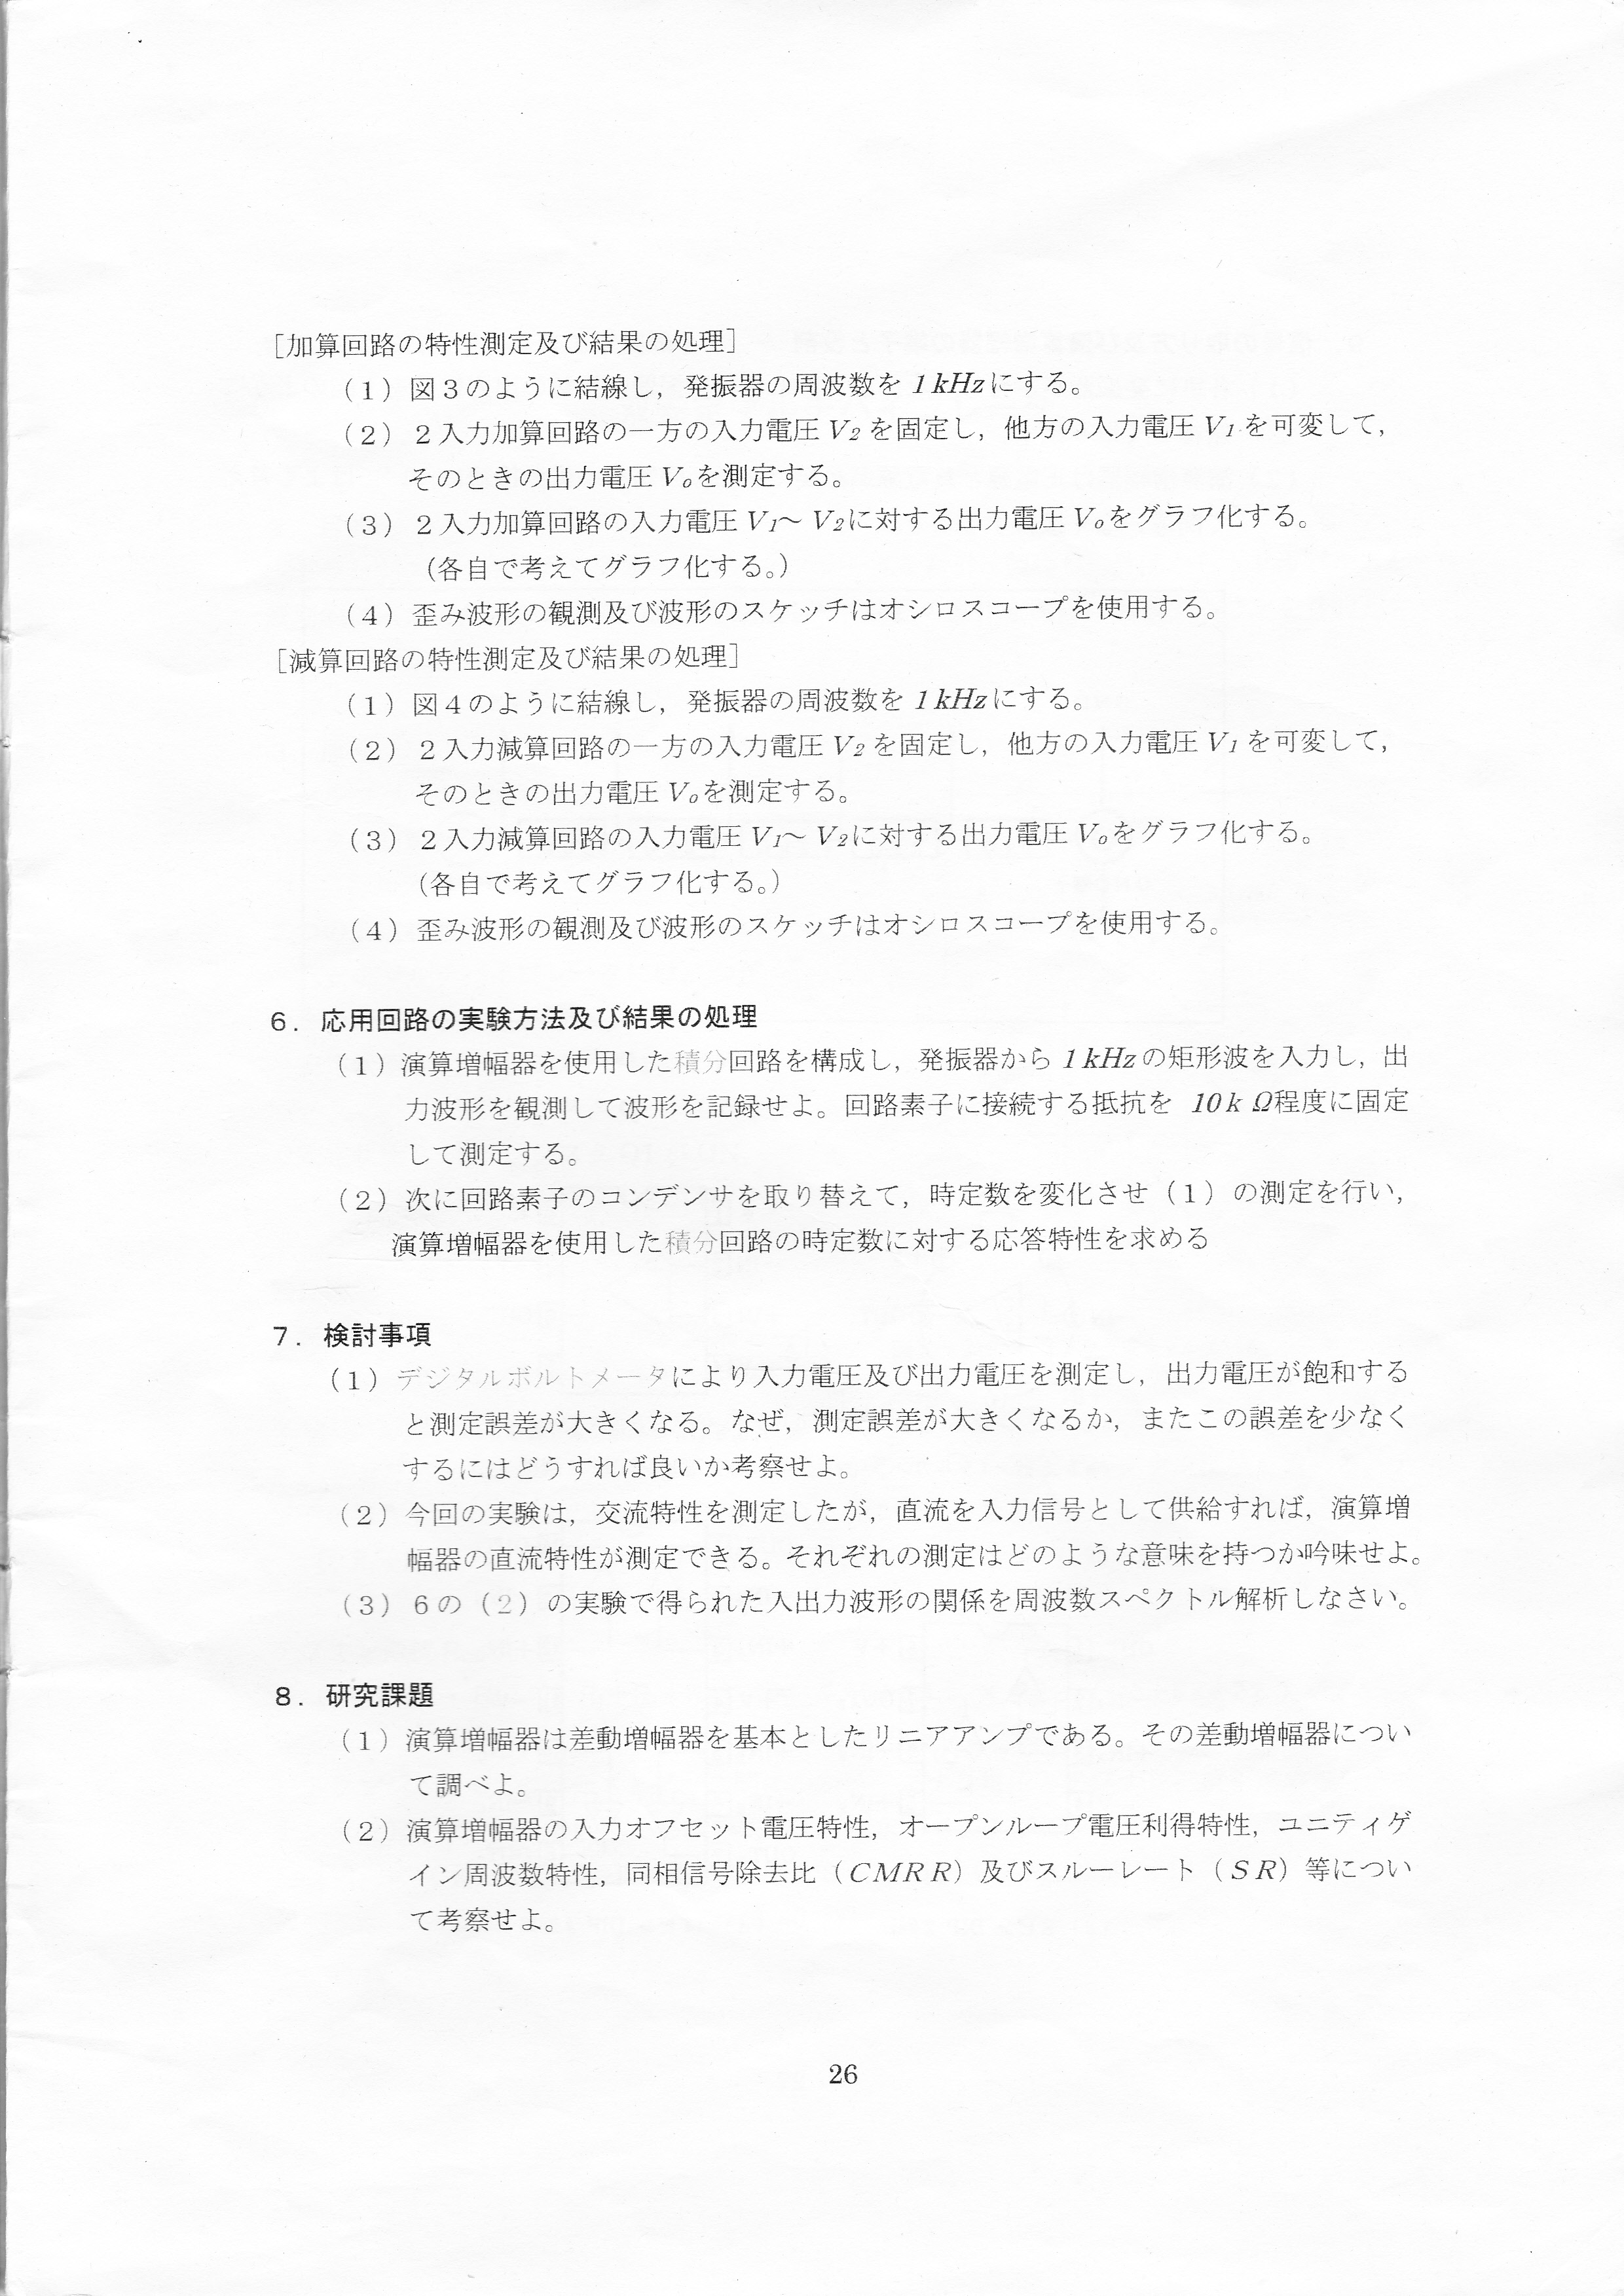 ［加算回路の特性測定及び結果の処理］
（１）図３のように結線し，発振器の周波数を 1kHzにする。
（２）２入力加算回路の一方の入力電圧 V2 を固定し，他方の入力電圧 V1 を可変して，
そのときの出力電圧 Voを測定する。
（３）２入力加算回路の入力電圧 V1～ V2に対する出力電圧 Voをグラフ化する。
（各自で考えてグラフ化する。）
（４）歪み波形の観測及び波形のスケッチはオシロスコープを使用する。
［減算回路の特性測定及び結果の処理］
（１）図４のように結線し，発振器の周波数を 1kHzにする。
（２）２入力減算回路の一方の入力電圧 V2 を固定し，他方の入力電圧 V1 を可変して，
そのときの出力電圧 Voを測定する。
（３）２入力減算回路の入力電圧 V1～ V2に対する出力電圧 Voをグラフ化する。
（各自で考えてグラフ化する。）
（４）歪み波形の観測及び波形のスケッチはオシロスコープを使用する。
６．応用回路の実験方法及び結果の処理
（１）演算増幅器を使用した積分回路を構成し，発振器から 1kHzの矩形波を入力し，出
力波形を観測して波形を記録せよ。回路素子に接続する抵抗を 10k Ω程度に固定
して測定する。
（２）次に回路素子のコンデンサを取り替えて，時定数を変化させ（１）の測定を行い，
演算増幅器を使用した積分回路の時定数に対する応答特性を求める
７．検討事項
（１）デジタルボルトメータにより入力電圧及び出力電圧を測定し，出力電圧が飽和する
と測定誤差が大きくなる。なぜ，測定誤差が大きくなるか，またこの誤差を少なく
するにはどうすれば良いか考察せよ。
（２）今回の実験は，交流特性を測定したが，直流を入力信号として供給すれば，演算増
幅器の直流特性が測定できる。それぞれの測定はどのような意味を持つか吟味せよ。
（３）６の（２）の実験で得られた入出力波形の関係を周波数スペクトル解析しなさい。
８．研究課題
（１）演算増幅器は差動増幅器を基本としたリニアアンプである。その差動増幅器につい
て調べよ。
（２）演算増幅器の入力オフセット電圧特性，オープンループ電圧利得特性，ユニティゲ
イン周波数特性，同相信号除去比（CMRR）及びスルーレート（SR）等につい
て考察せよ。
26